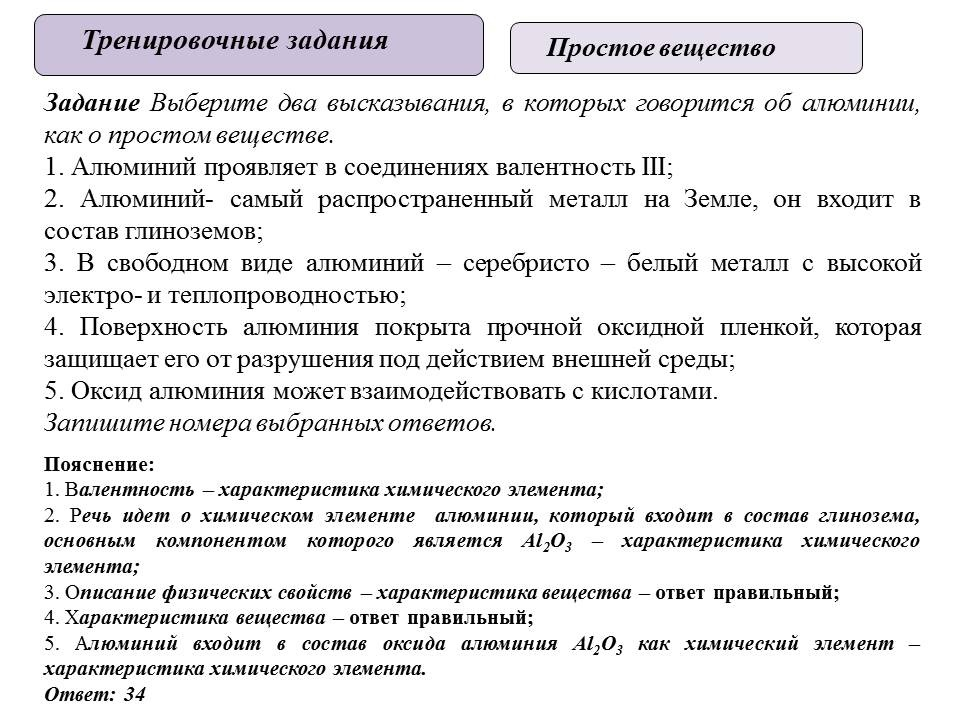 Тренировочные задания
Простое вещество
Задание Выберите два высказывания, в которых говорится об алюминии,
как о простом веществе.
1. Алюминий проявляет в соединениях валентность III;
2. Алюминий- самый распространенный металл на Земле, он входит в
состав глиноземов;
3. В свободном виде алюминий – серебристо – белый металл с высокой
электро- и теплопроводностью;
4. Поверхность алюминия покрыта прочной оксидной пленкой, которая
защищает его от разрушения под действием внешней среды;
5. Оксид алюминия может взаимодействовать с кислотами.
Запишите номера выбранных ответов.
Пояснение:
1. Валентность – характеристика химического элемента;
2. Речь идет о химическом элементе алюминии, который входит в состав глинозема,
основным компонентом которого является Al₂O₃ – характеристика химического
элемента;
3. Описание физических свойств – характеристика вещества – ответ правильный;
4. Характеристика вещества – ответ правильный;
5. Алюминий входит в состав оксида алюминия Al₂O₃ как химический элемент –
характеристика химического элемента.
Ответ: 34